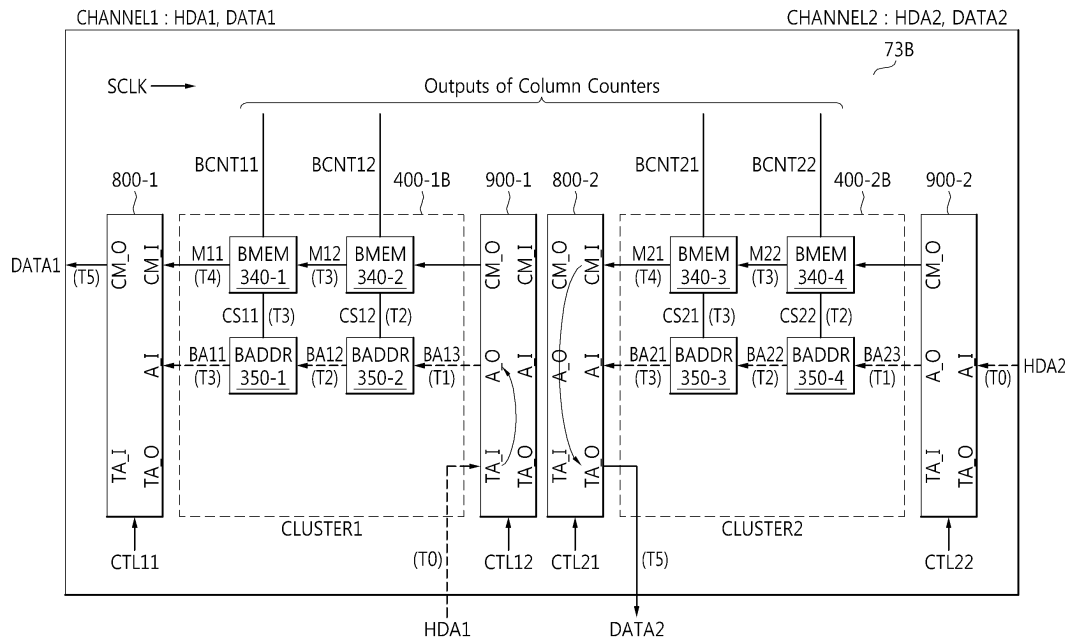 CHANNEL1 : HDA1, DATA1
CHANNEL2 : HDA2, DATA2
73B
SCLK
Outputs of Column Counters
BCNT11
BCNT12
BCNT21
BCNT22
800-1
400-1B
900-1
800-2
400-2B
900-2
DATA1
(T5)
CM_O
CM_I
M11
(T4)
BMEM
340-1
M12
(T3)
BMEM
340-2
CM_O
CM_I
CM_O
CM_I
M21
(T4)
BMEM
340-3
M22
(T3)
BMEM
340-4
CM_O
CM_I
CS11
(T3)
CS12
(T2)
CS21
(T3)
CS22
(T2)
A_I
BA11
(T3)
BADDR
350-1
BA12
(T2)
BADDR
350-2
BA13
(T1)
A_O
A_I
A_O
A_I
BA21
(T3)
BADDR
350-3
BA22
(T2)
BADDR
350-4
BA23
(T1)
A_O
A_I
(T0)
HDA2
TA_I
TA_O
TA_I
TA_O
TA_I
TA_O
TA_I
TA_O
CLUSTER1
CLUSTER2
CTL11
(T0)
CTL12
CTL21
(T5)
CTL22
HDA1
DATA2